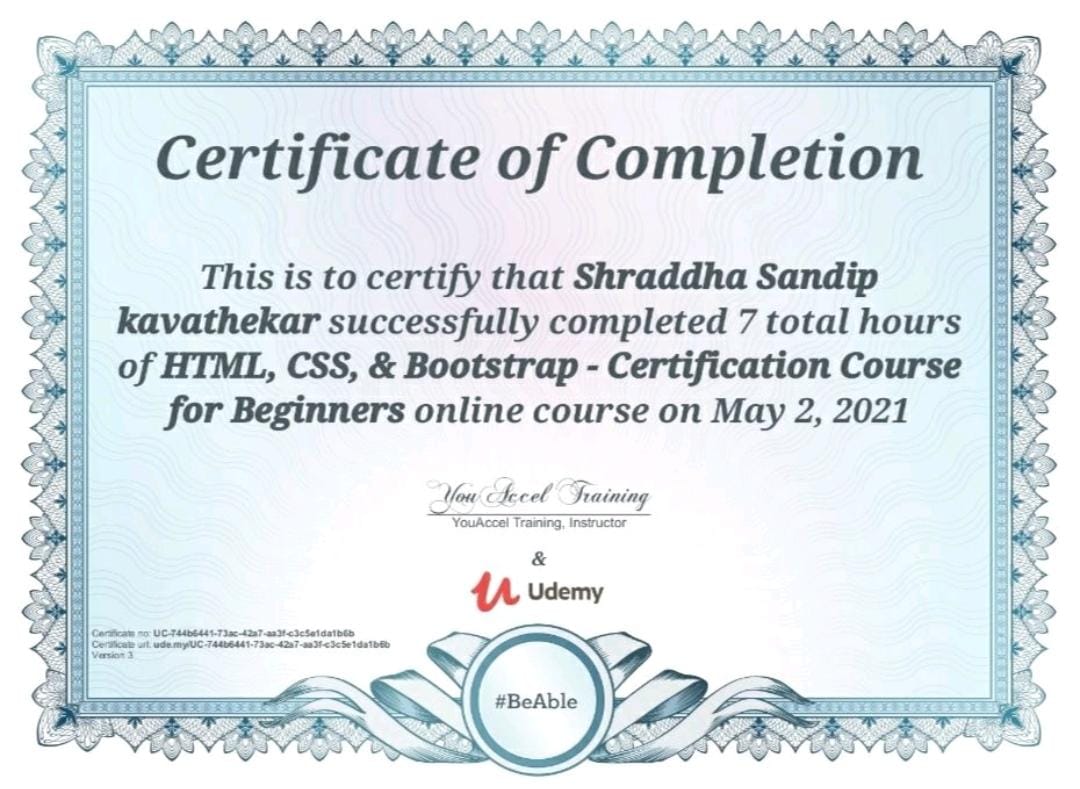 Certificate of Completion
This is to certify that Shraddha Sandip
kavathekar successfully completed 7 total hours
of HTML, CSS, & Bootstrap - Certification Course
for Beginners online course on May 2, 2021
YouAccel Training
YouAccel Training, Instructor
&
Udemy
Certificate no: UC-744b6441-73ac-42a7-aa3f-c3c5e1da1b6b
Certificate url: ude.my/UC-744b6441-73ac-42a7-aa3f-c3c5e1da1b6b
Version 3
#BeAble